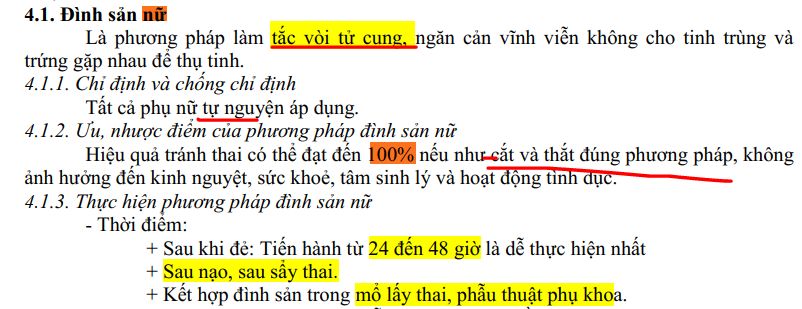 4.1. Đình sản nữ
Là phương pháp làm tắc vòi tử cung, ngăn cản vĩnh viễn không cho tinh trùng và
trứng gặp nhau để thụ tinh.
4.1.1. Chỉ định và chống chỉ định
Tất cả phụ nữ tự nguyện áp dụng.
4.1.2. Ưu, nhược điểm của phương pháp đình sản nữ
Hiệu quả tránh thai có thể đạt đến 100% nếu như cắt và thắt đúng phương pháp, không
ảnh hưởng đến kinh nguyệt, sức khoẻ, tâm sinh lý và hoạt động tình dục.
4.1.3. Thực hiện phương pháp đình sản nữ
- Thời điểm:
+ Sau khi đẻ: Tiến hành từ 24 đến 48 giờ là dễ thực hiện nhất
+ Sau nạo, sau sẩy thai.
+ Kết hợp đình sản trong mổ lấy thai, phẫu thuật phụ khoa.